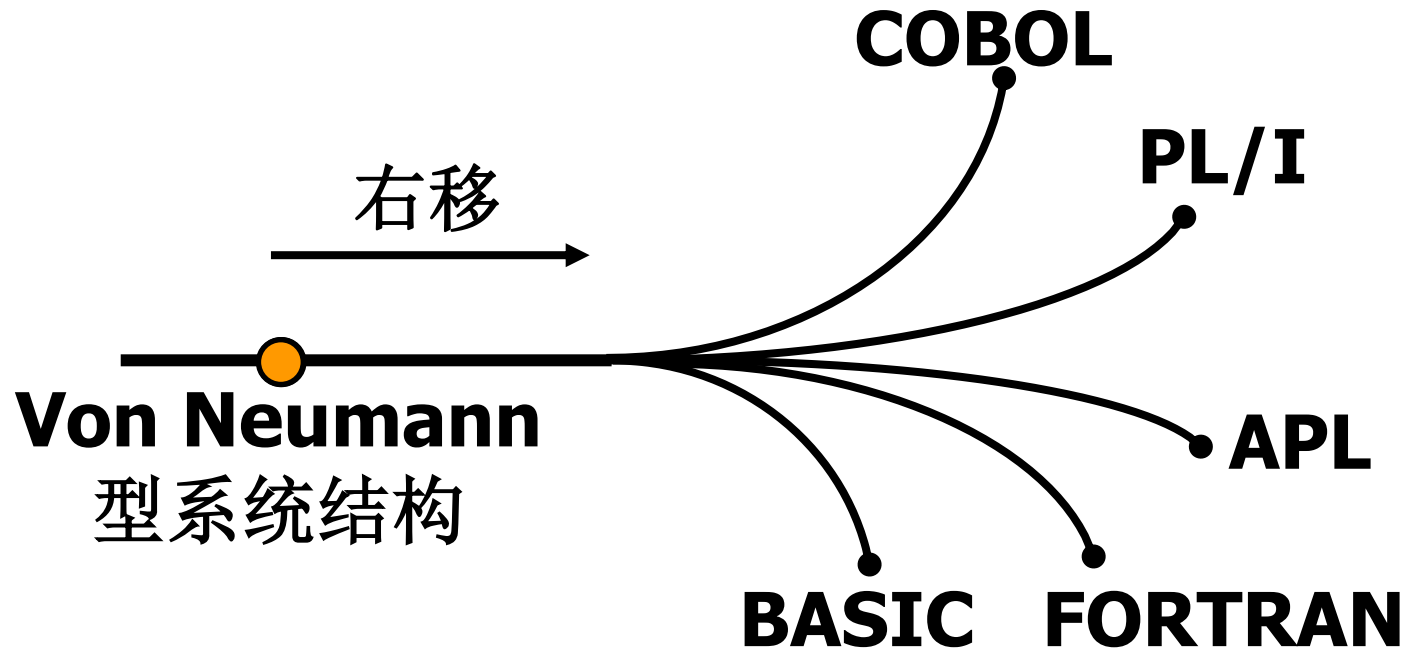 COBOL
PL/I
右移
Von Neumann
型系统结构
APL
BASIC
FORTRAN